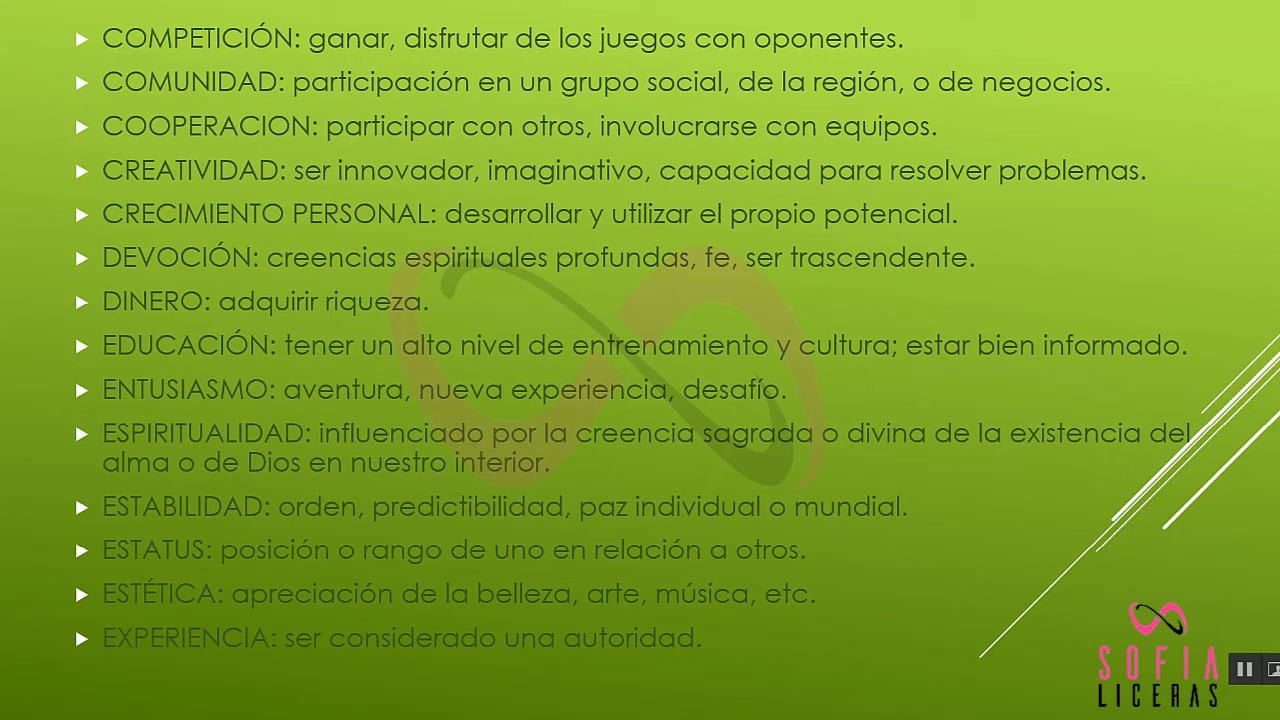 COMPETICIÓN: ganar, disfrutar de los juegos con oponentes.
COMUNIDAD: participación en un grupo social, de la región, o de negocios.
COOPERACION: participar con otros, involucrarse con equipos.
CREATIVIDAD: ser innovador, imaginativo, capacidad para resolver problemas.
CRECIMIENTO PERSONAL: desarrollar y utilizar el propio potencial.
DEVOCIÓN: creencias espirituales profundas, fe, ser trascendente.
DINERO: adquirir riqueza.
EDUCACIÓN: tener un alto nivel de entrenamiento y cultura; estar bien informado.
ENTUSIASMO: aventura, nueva experiencia, desafío.
ESPIRITUALIDAD: influenciado por la creencia sagrada o divina de la existencia del
alma o de Dios en nuestro interior.
ESTABILIDAD: orden, predictibilidad, paz individual o mundial.
ESTATUS: posición o rango de uno en relación a otros.
ESTÉTICA: apreciación de la belleza, arte, música, etc.
EXPERIENCIA: ser considerado una autoridad.
SOFIA
LICERAS